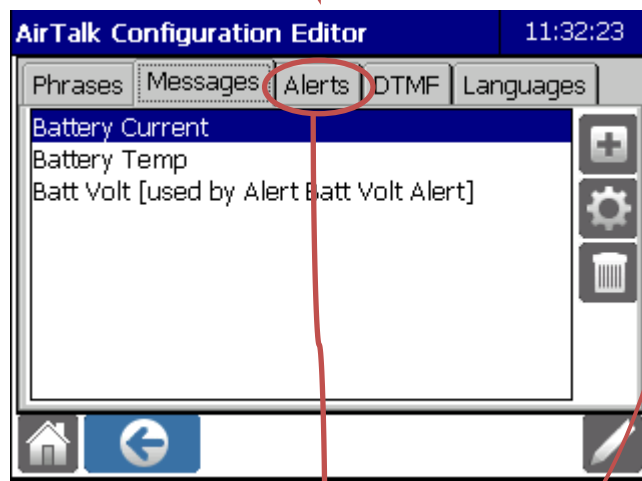 AirTalk Configuration Editor 11:32:23
Phrases Messages Alerts DTMF Languages
Battery Current
Battery Temp
Batt Volt [used by Alert Batt Volt Alert]